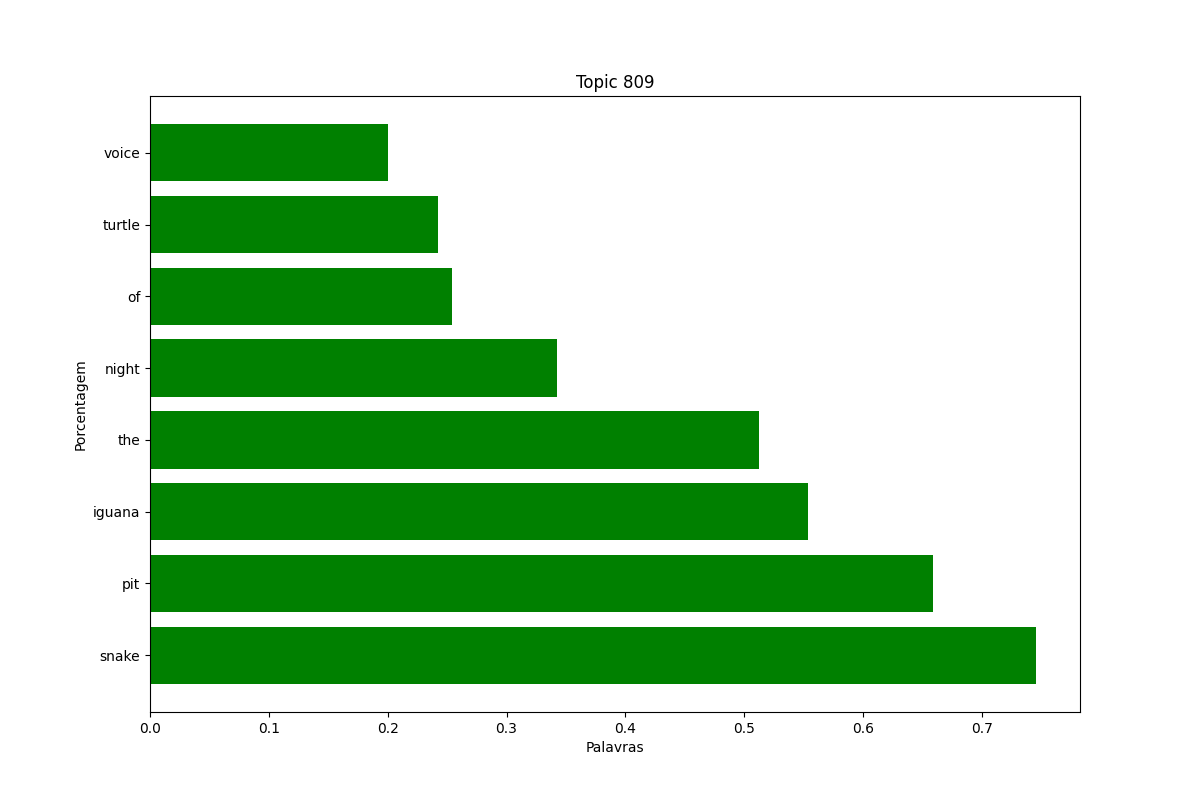 Topic 809
Porcentagem
voice
turtle
of
night
the
iguana
pit
snake
0.0 0.1 0.2 0.3 0.4 0.5 0.6 0.7
Palavras